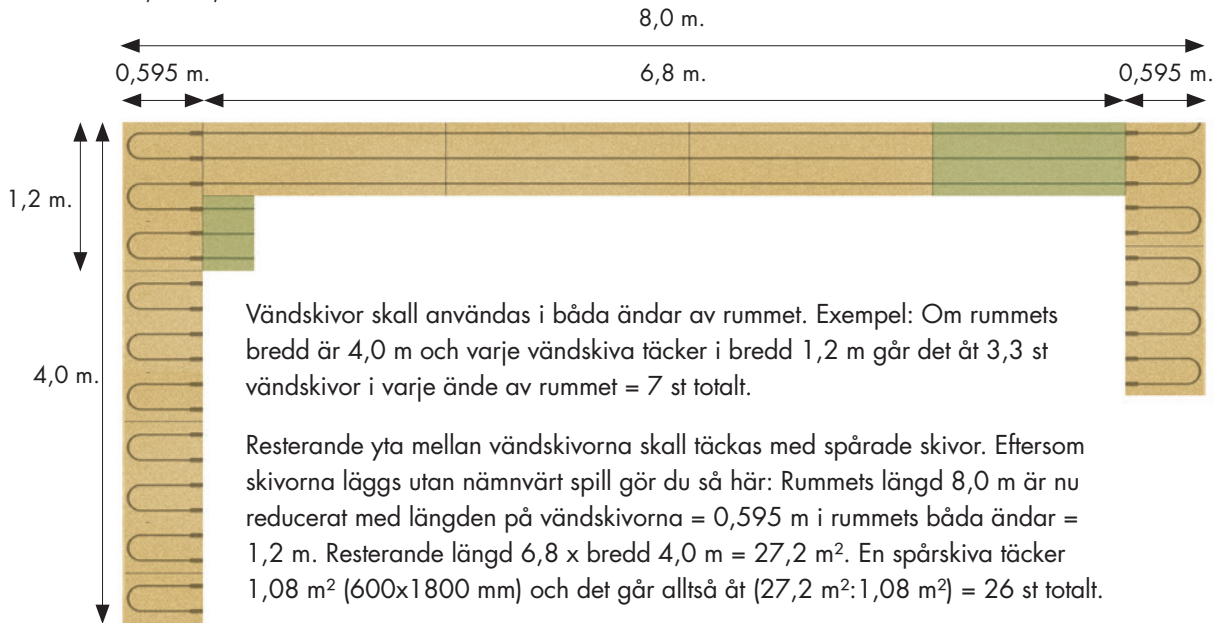 8,0 m.
0,595 m.
6,8 m.
0,595 m.
1,2 m.
4,0 m.
Vändskivor skall användas i båda ändar av rummet. Exempel: Om rummets
bredd är 4,0 m och varje vändskiva täcker i bredd 1,2 m går det åt 3,3 st
vändskivor i varje ände av rummet = 7 st totalt.
Resterande yta mellan vändskivorna skall täckas med spårade skivor. Eftersom
skivorna läggs utan nämnvärt spill gör du så här: Rummets längd 8,0 m är nu
reducerat med längden på vändskivorna = 0,595 m i rummets båda ändar =
1,2 m. Resterande längd 6,8 x bredd 4,0 m = 27,2 m². En spårskiva täcker
1,08 m² (600x1800 mm) och det går alltså åt (27,2 m²:1,08 m²) = 26 st totalt.